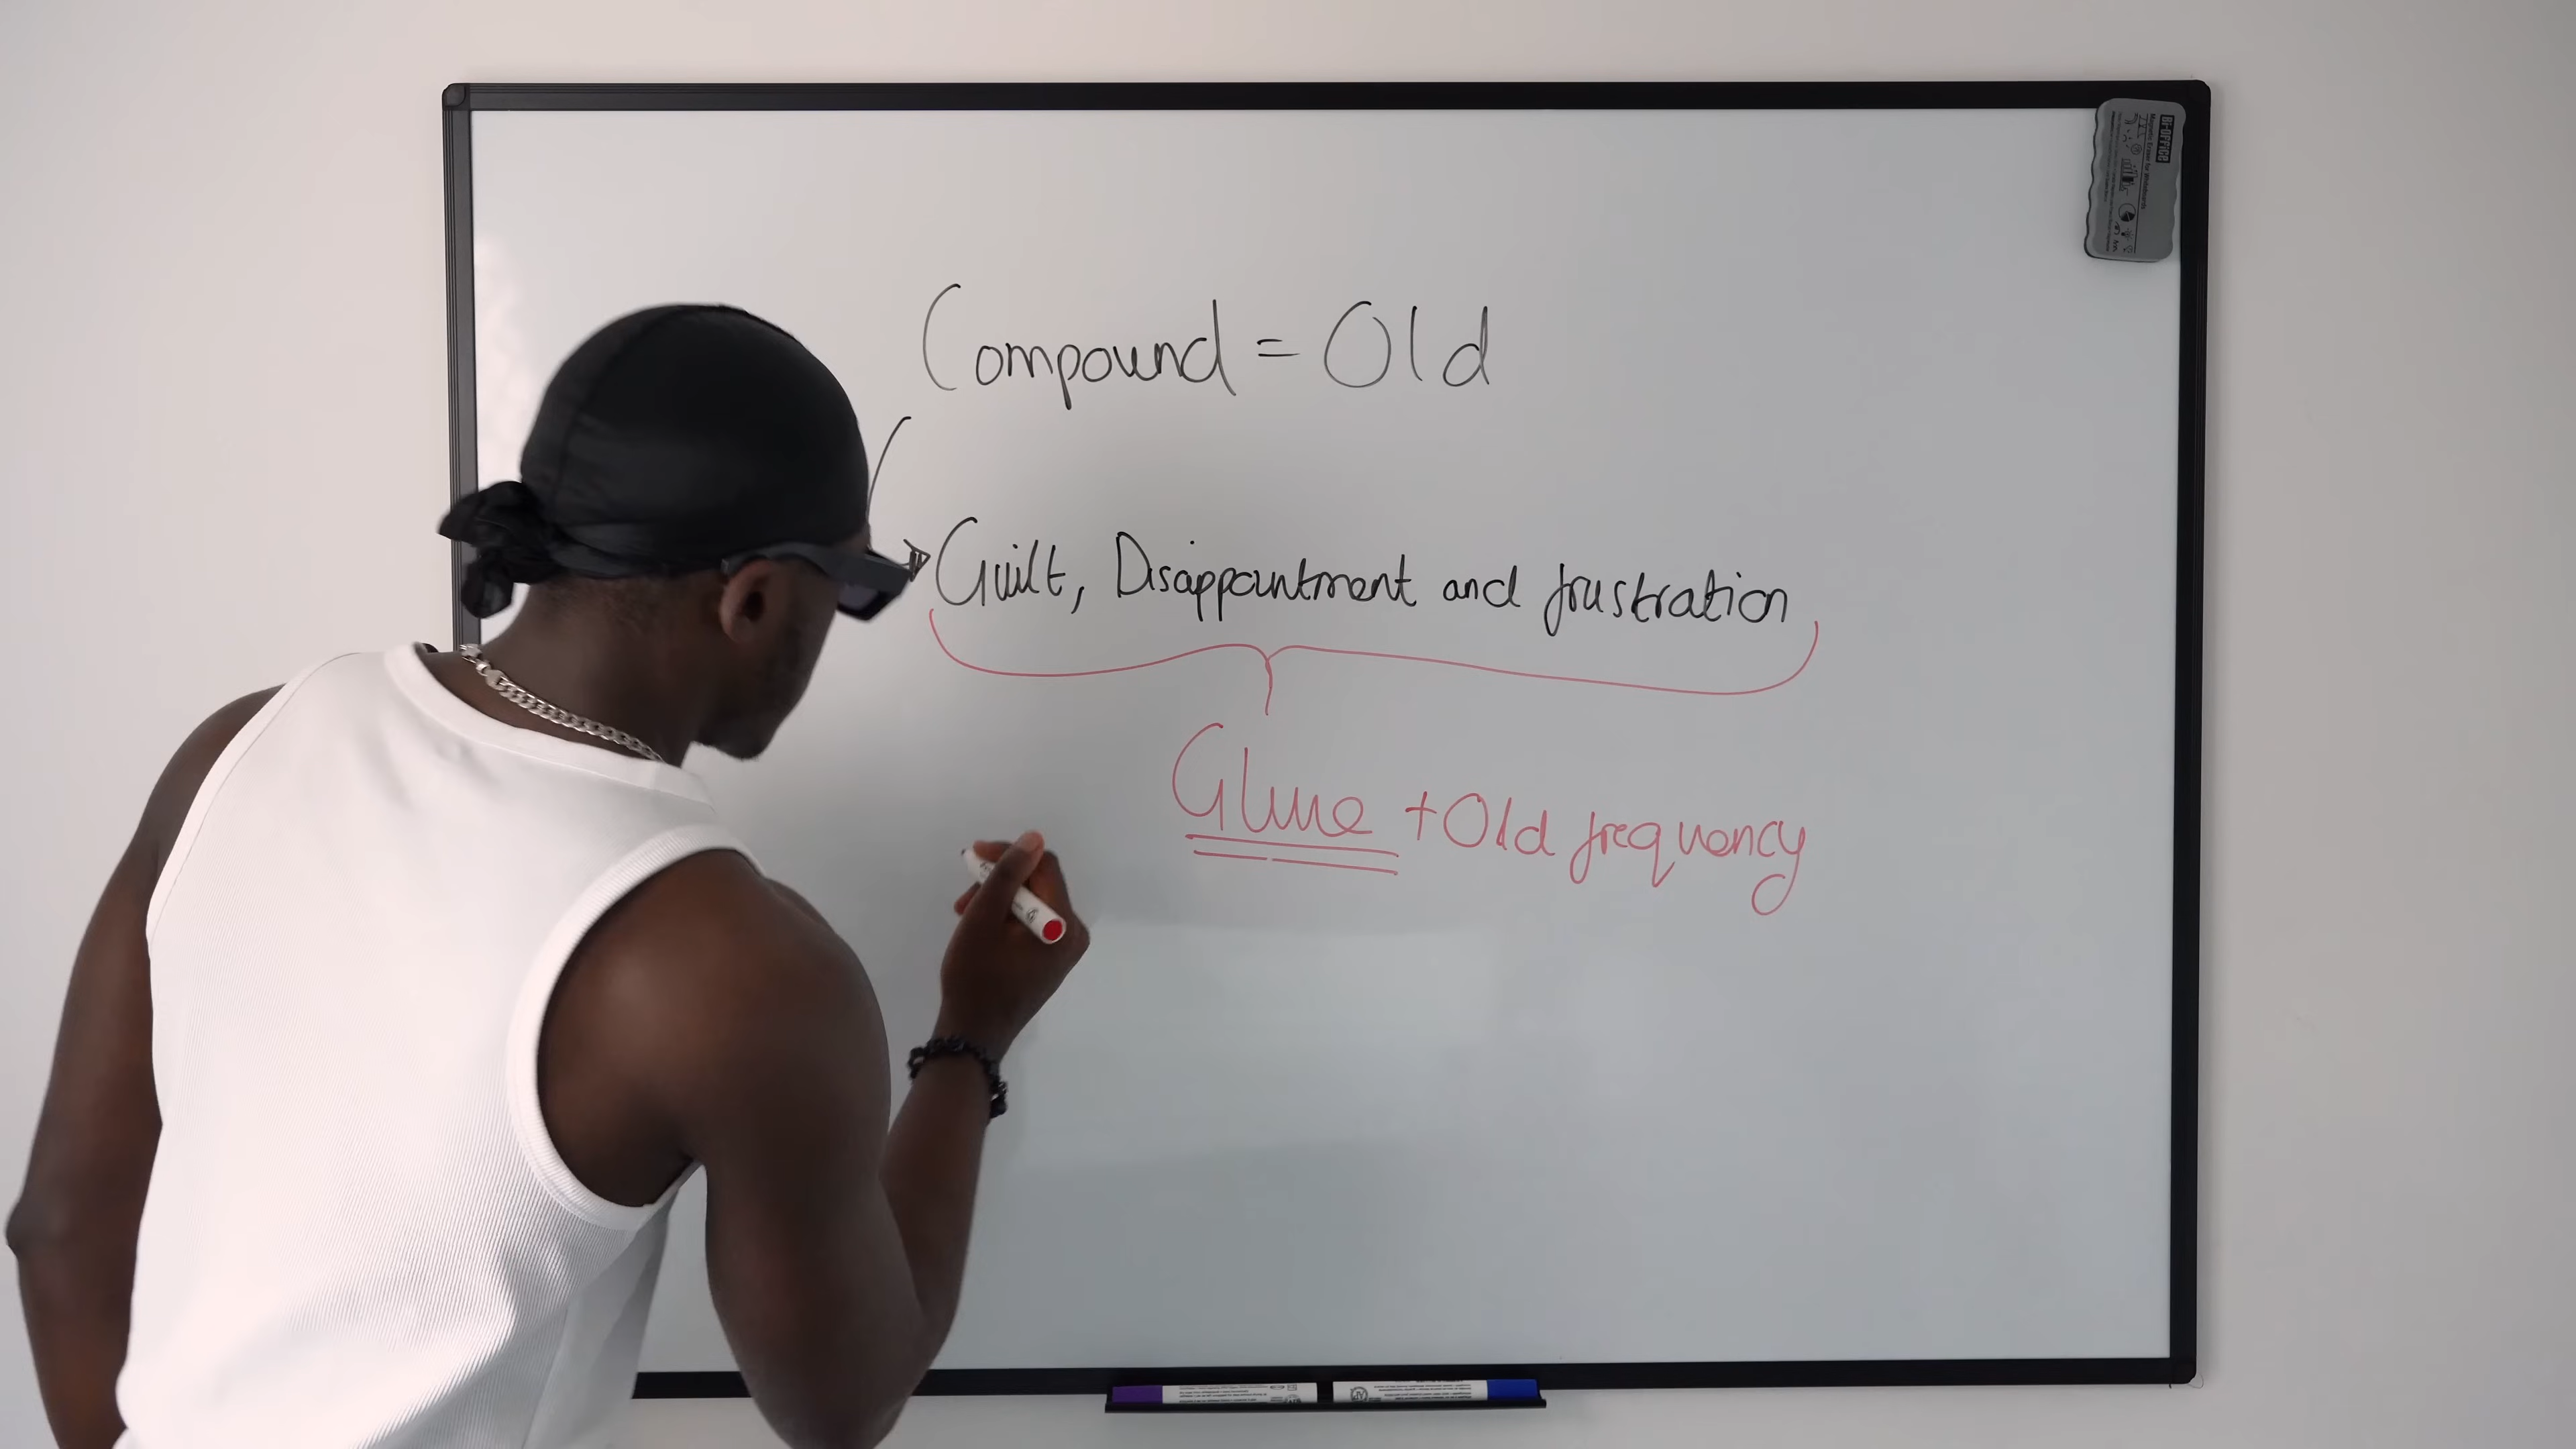 Compound = Old
Guilt, Disappointment and frustration
Glue + Old frequency